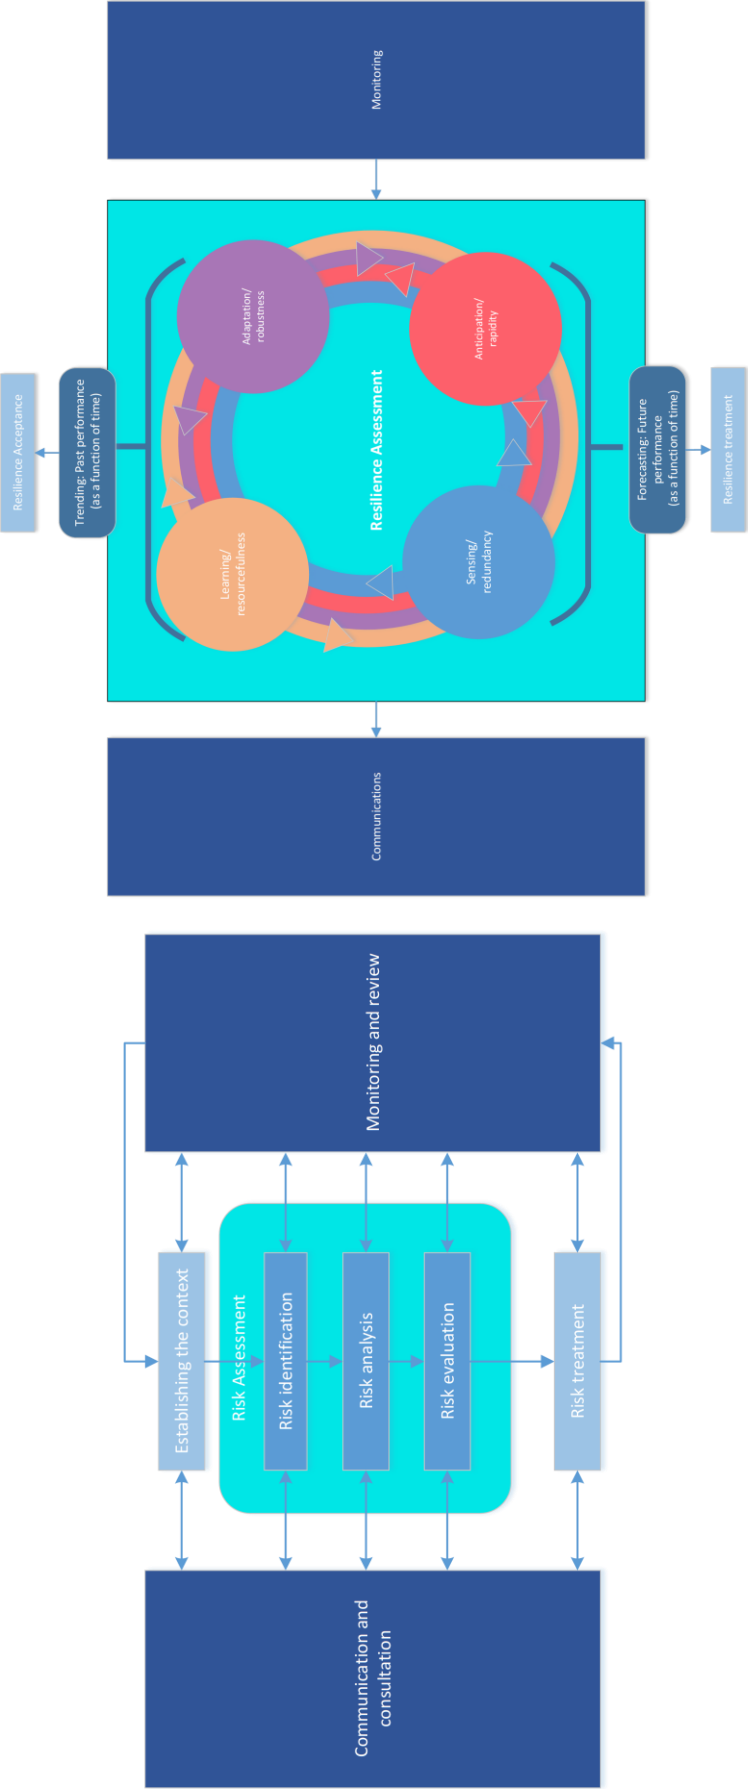 Communication and
consultation
Establishing the context
Risk Assessment
Risk identification
Risk analysis
Risk evaluation
Risk treatment
Monitoring and review
Communications
Resilience Acceptance
Trending: Past performance
(as a function of time)
Learning/
resourcefulness
Adaptation/
robustness
Resilience Assessment
Sensing/
redundancy
Anticipation/
rapidity
Forecasting: Future
performance
(as a function of time)
Resilience treatment
Monitoring